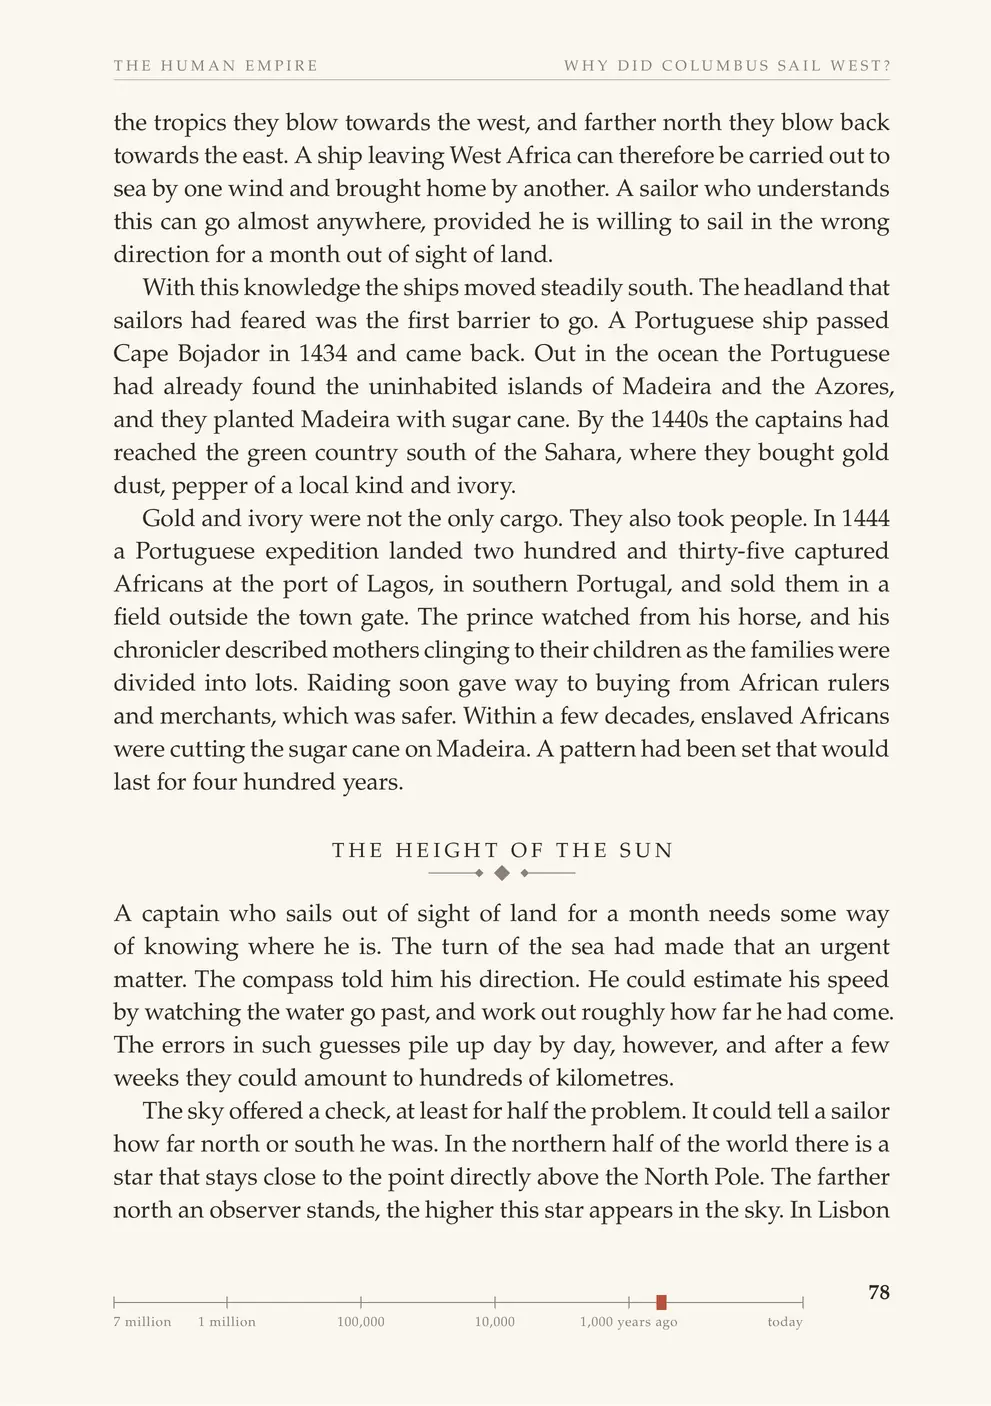 THE HUMAN EMPIRE
WHY DID COLUMBUS SAIL WEST?
the tropics they blow towards the west, and farther north they blow back
towards the east. A ship leaving West Africa can therefore be carried out to
sea by one wind and brought home by another. A sailor who understands
this can go almost anywhere, provided he is willing to sail in the wrong
direction for a month out of sight of land.
With this knowledge the ships moved steadily south. The headland that
sailors had feared was the first barrier to go. A Portuguese ship passed
Cape Bojador in 1434 and came back. Out in the ocean the Portuguese
had already found the uninhabited islands of Madeira and the Azores,
and they planted Madeira with sugar cane. By the 1440s the captains had
reached the green country south of the Sahara, where they bought gold
dust, pepper of a local kind and ivory.
Gold and ivory were not the only cargo. They also took people. In 1444
a Portuguese expedition landed two hundred and thirty-five captured
Africans at the port of Lagos, in southern Portugal, and sold them in a
field outside the town gate. The prince watched from his horse, and his
chronicler described mothers clinging to their children as the families were
divided into lots. Raiding soon gave way to buying from African rulers
and merchants, which was safer. Within a few decades, enslaved Africans
were cutting the sugar cane on Madeira. A pattern had been set that would
last for four hundred years.
THE HEIGHT OF THE SUN
A captain who sails out of sight of land for a month needs some way
of knowing where he is. The turn of the sea had made that an urgent
matter. The compass told him his direction. He could estimate his speed
by watching the water go past, and work out roughly how far he had come.
The errors in such guesses pile up day by day, however, and after a few
weeks they could amount to hundreds of kilometres.
The sky offered a check, at least for half the problem. It could tell a sailor
how far north or south he was. In the northern half of the world there is a
star that stays close to the point directly above the North Pole. The farther
north an observer stands, the higher this star appears in the sky. In Lisbon
78
7 million 1 million 100,000 10,000 1,000 years ago today